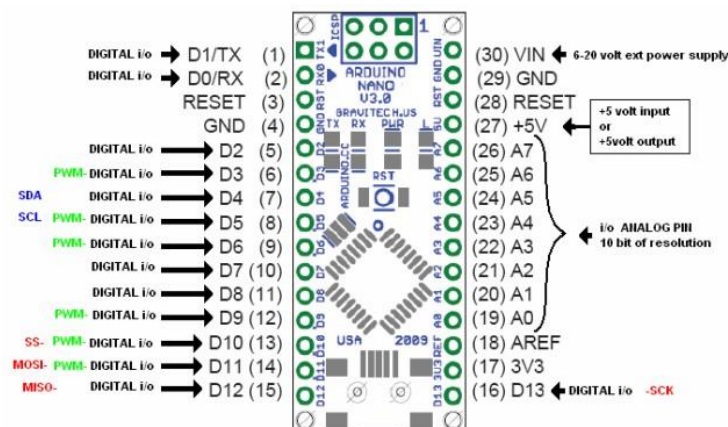 DIGITAL i/o D1/TX (1)
DIGITAL i/o D0/RX (2)
RESET (3)
GND (4)
DIGITAL i/o D2 (5)
PWM- DIGITAL i/o D3 (6)
SDA DIGITAL i/o D4 (7)
SCL PWM- DIGITAL i/o D5 (8)
PWM- DIGITAL i/o D6 (9)
DIGITAL i/o D7 (10)
DIGITAL i/o D8 (11)
PWM- DIGITAL i/o D9 (12)
SS- PWM- DIGITAL i/o D10 (13)
MOSI- PWM- DIGITAL i/o D11 (14)
MISO- DIGITAL i/o D12 (15)
ICSP
1
ARDUINO
NANO
V3.0
GRAVITECH.US
TX RX PWR L
ARDUINO.CC
RST
USA 2009
TX1
RX0
RST
GND
D2
D3
D4
D5
D6
D7
D8
D9
D10
D11
D12
VIN
GND
RST
5V
A7
A6
A5
A4
A3
A2
A1
A0
REF
3V3
D13
(30) VIN 6-20 volt ext power supply
(29) GND
(28) RESET
(27) +5V
+5 volt input
or
+5volt output
(26) A7
(25) A6
(24) A5
(23) A4
(22) A3
(21) A2
(20) A1
(19) A0
i/o ANALOG PIN
10 bit of resolution
(18) AREF
(17) 3V3
(16) D13 DIGITAL i/o -SCK